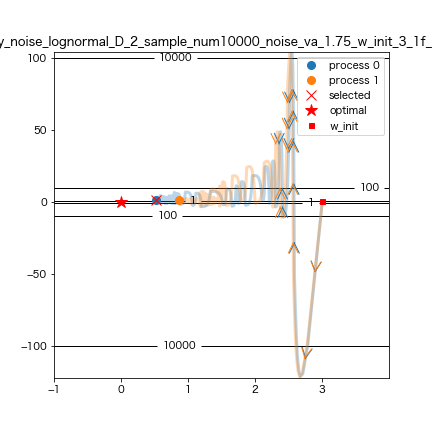 y_noise_lognormal_D_2_sample_num10000_noise_va_1.75_w_init_3_1f_
100
50
0
−50
−100
−1
0
1
2
3
10000
100
1
1
100
10000
process 0
process 1
selected
optimal
w_init